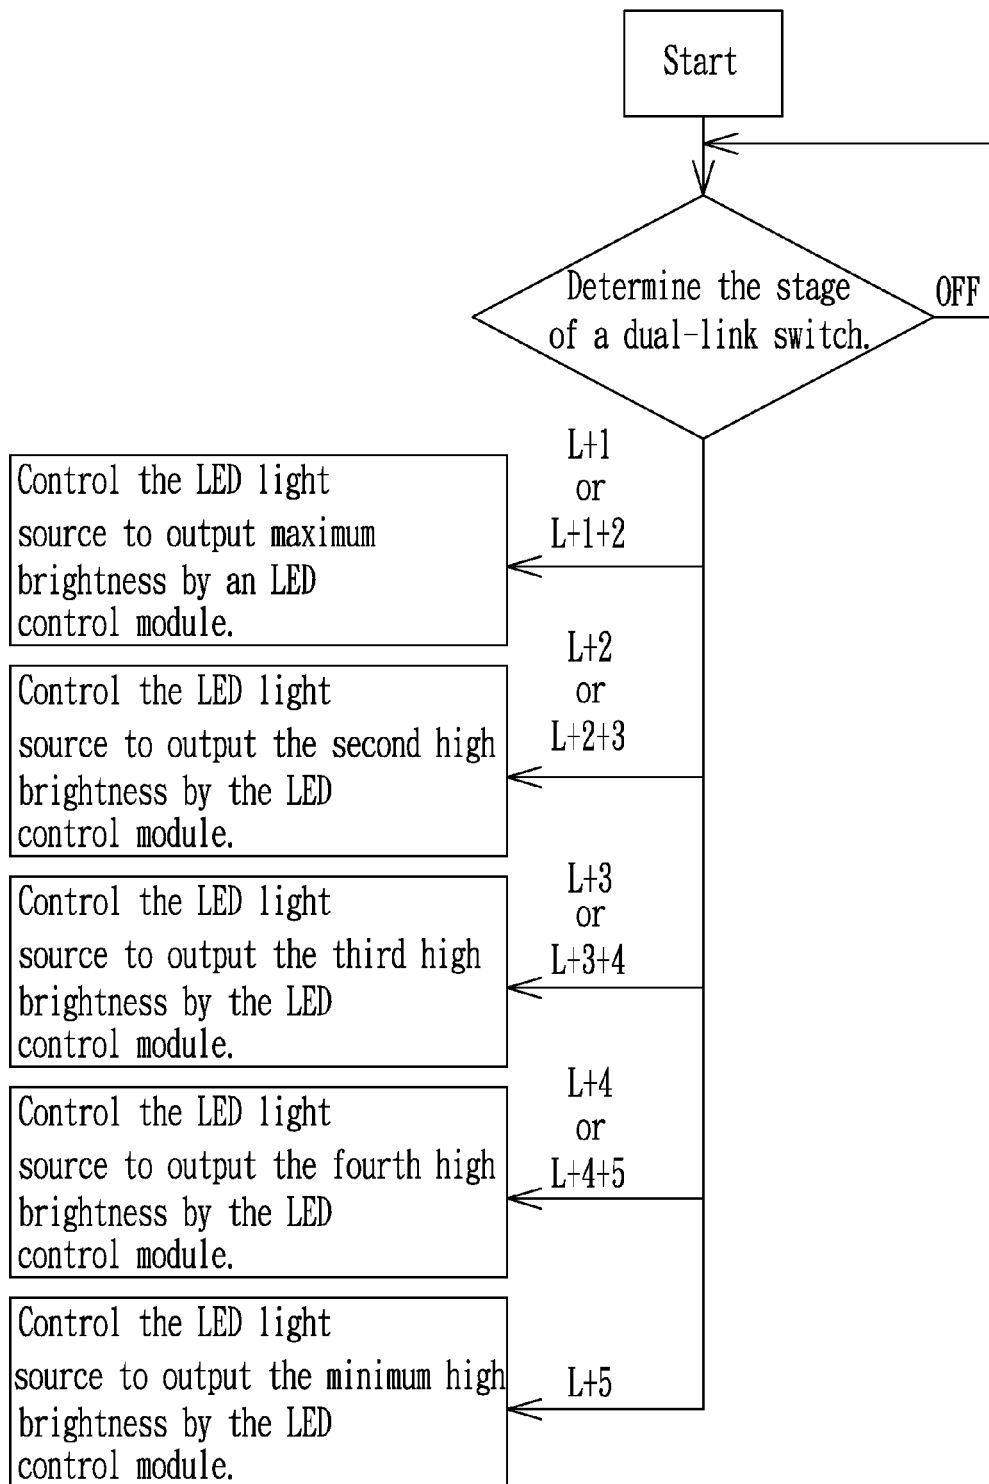 Start
Determine the stage
of a dual-link switch.
OFF
L+1
or
L+1+2
Control the LED light
source to output maximum
brightness by an LED
control module.
L+2
or
L+2+3
Control the LED light
source to output the second high
brightness by the LED
control module.
L+3
or
L+3+4
Control the LED light
source to output the third high
brightness by the LED
control module.
L+4
or
L+4+5
Control the LED light
source to output the fourth high
brightness by the LED
control module.
L+5
Control the LED light
source to output the minimum high
brightness by the LED
control module.